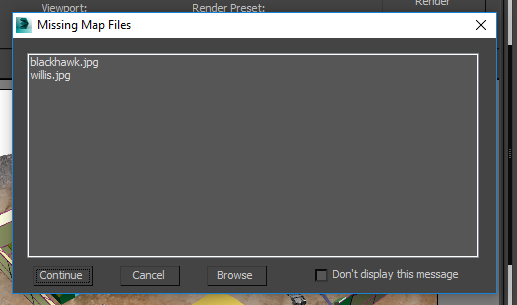 Viewport:
Render Preset:
Render
Missing Map Files
blackhawk.jpg
willis.jpg
Continue
Cancel
Browse
Don't display this message